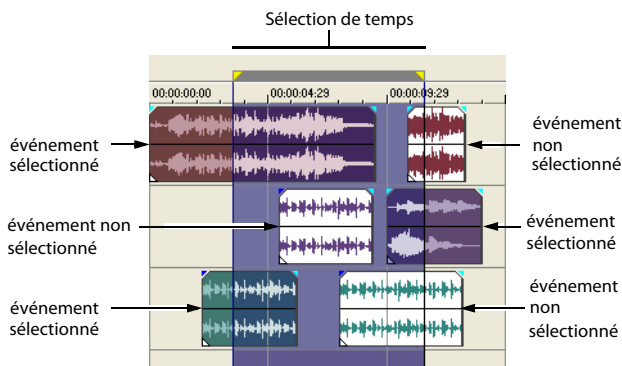 Sélection de temps
00:00:00:00 00:00:04:29 00:00:09:29
événement
sélectionné
événement
non
sélectionné
événement non
sélectionné
événement
sélectionné
événement
sélectionné
événement
non
sélectionné